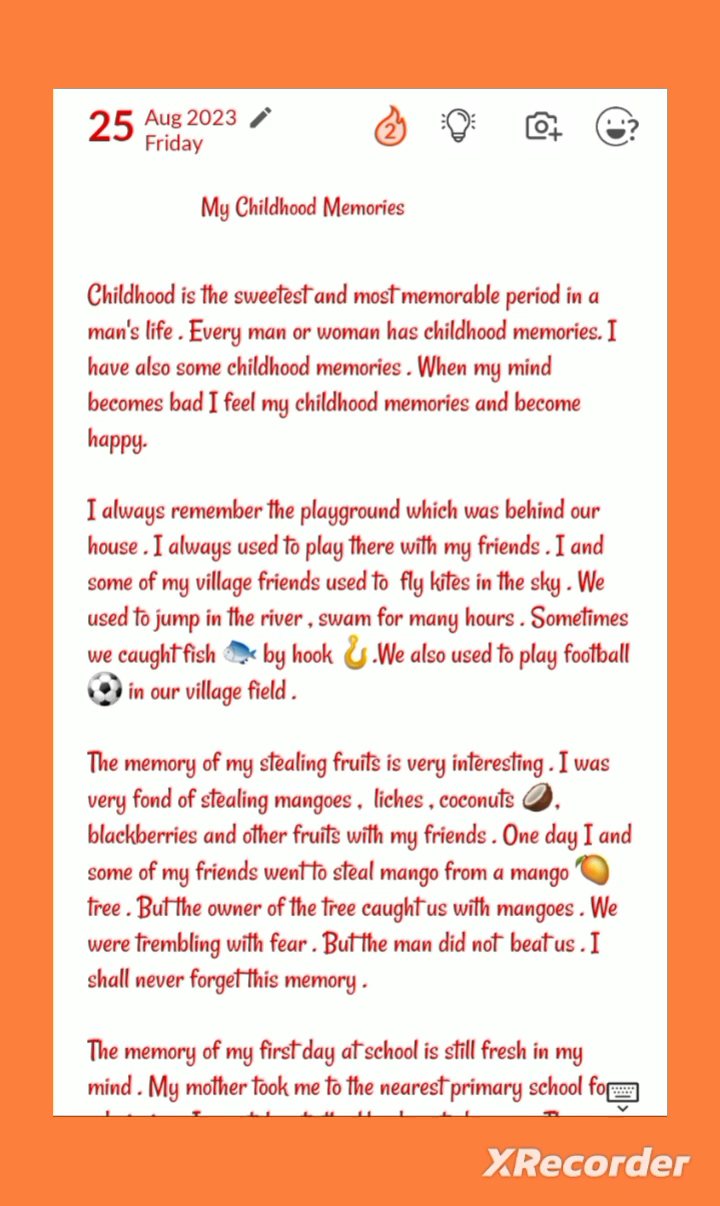 25 Aug 2023
Friday
2
?
My Childhood Memories
Childhood is the sweetest and most memorable period in a
man's life . Every man or woman has childhood memories. I
have also some childhood memories . When my mind
becomes bad I feel my childhood memories and become
happy.
I always remember the playground which was behind our
house . I always used to play there with my friends . I and
some of my village friends used to fly kites in the sky . We
used to jump in the river , swam for many hours . Sometimes
we caught fish 🐟 by hook 🪝.We also used to play football
⚽ in our village field .
The memory of my stealing fruits is very interesting . I was
very fond of stealing mangoes , liches , coconuts 🥥,
blackberries and other fruits with my friends . One day I and
some of my friends went to steal mango from a mango 🥭
tree . But the owner of the tree caught us with mangoes . We
were trembling with fear . But the man did not beat us . I
shall never forget this memory .
The memory of my first day at school is still fresh in my
mind . My mother took me to the nearest primary school fo
XRecorder